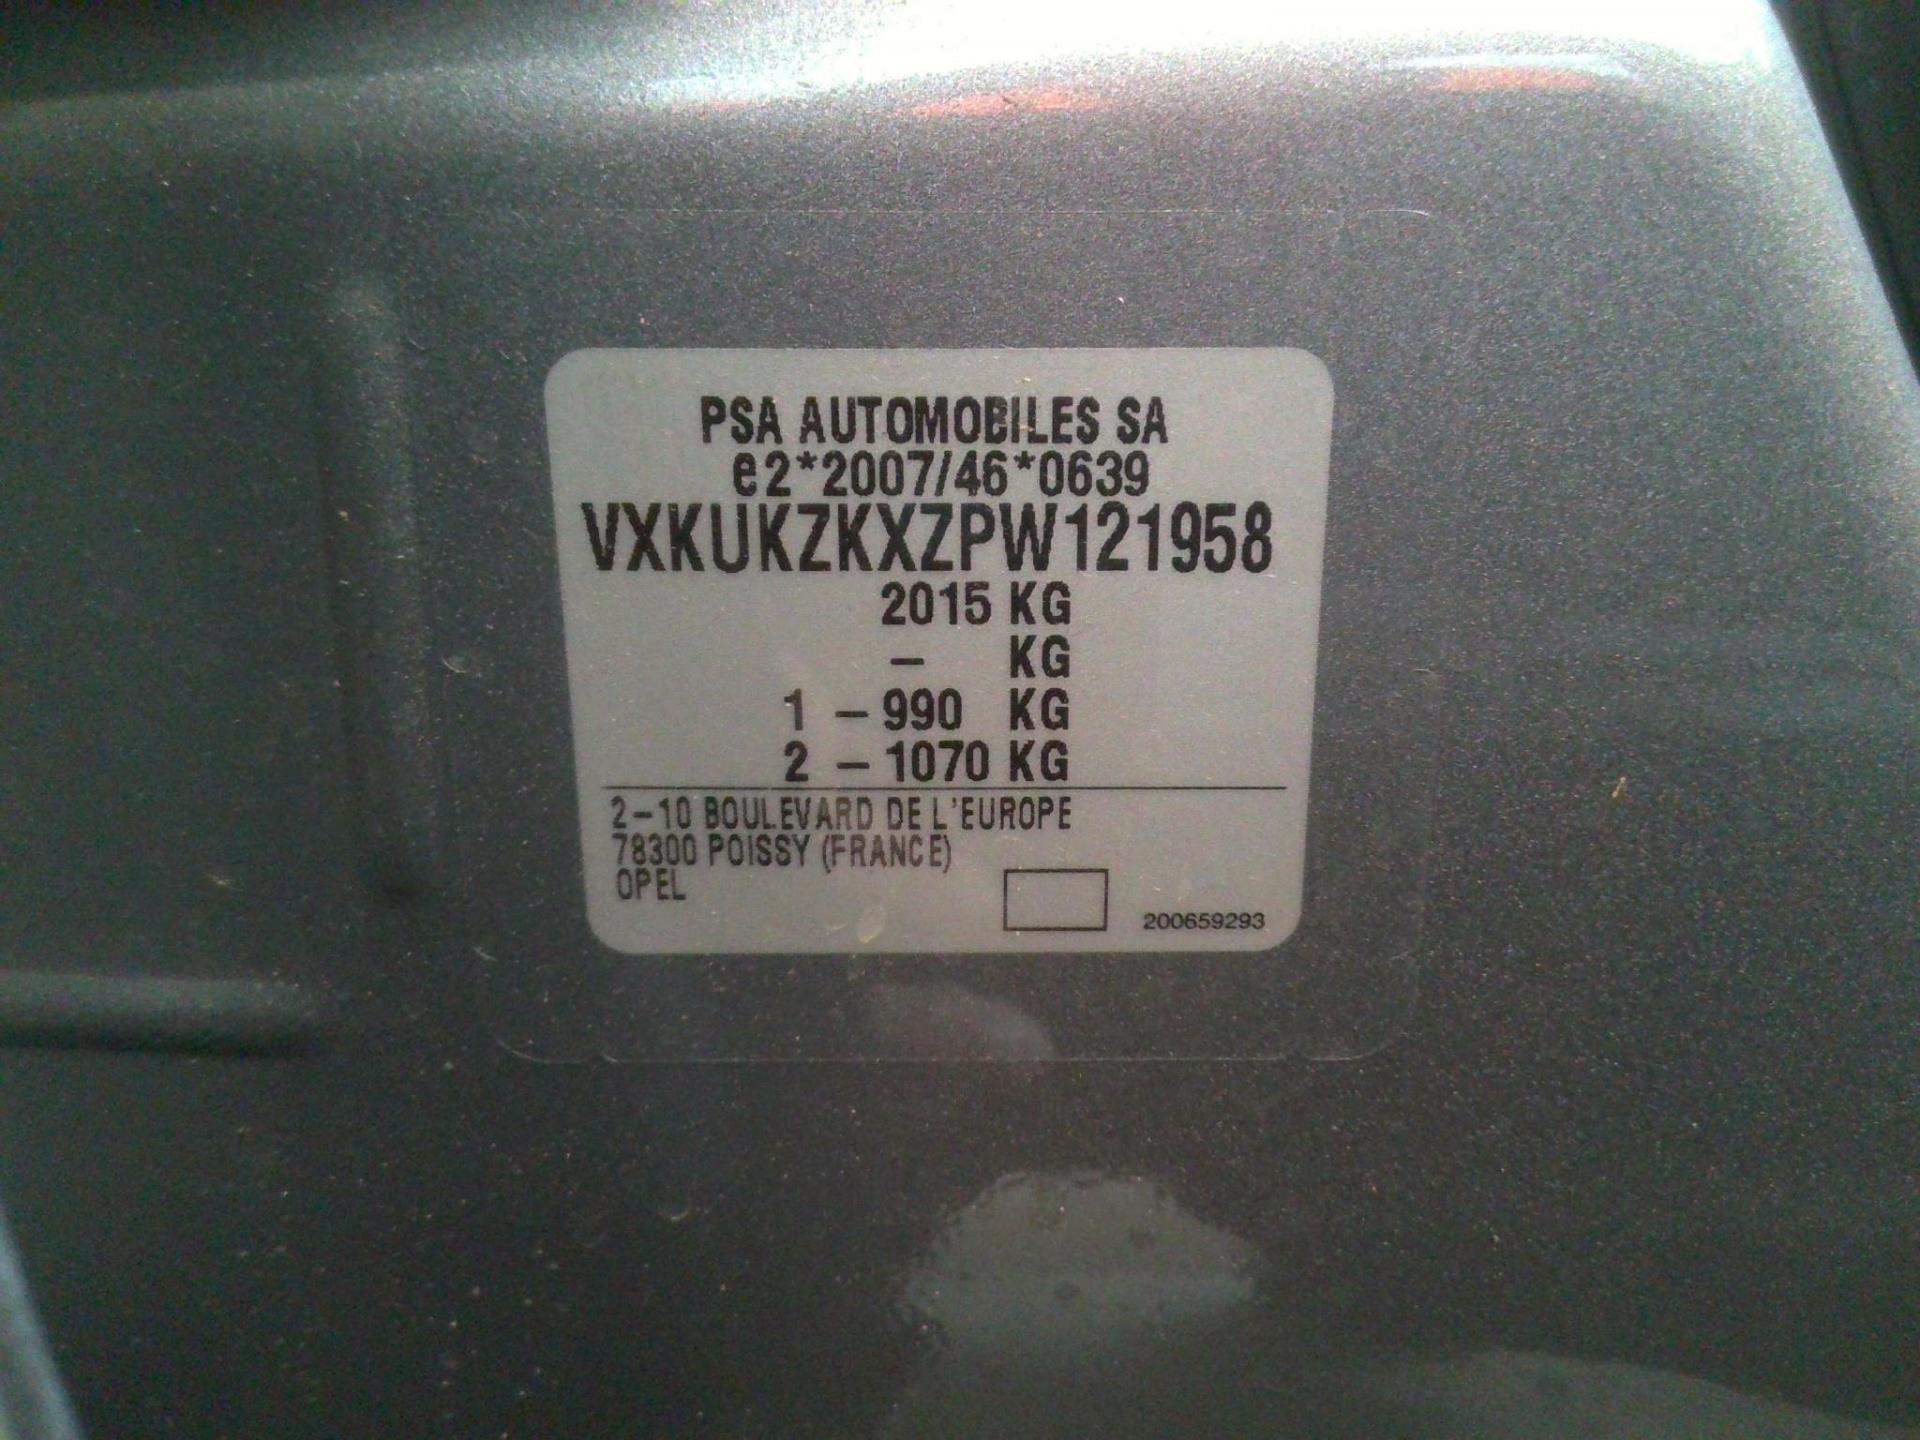 PSA AUTOMOBILES SA
e2*2007/46*0639
VXKUKZKXZPW121958
2015 KG
– KG
1 – 990 KG
2 – 1070 KG
2–10 BOULEVARD DE L'EUROPE
78300 POISSY (FRANCE)
OPEL
200659293